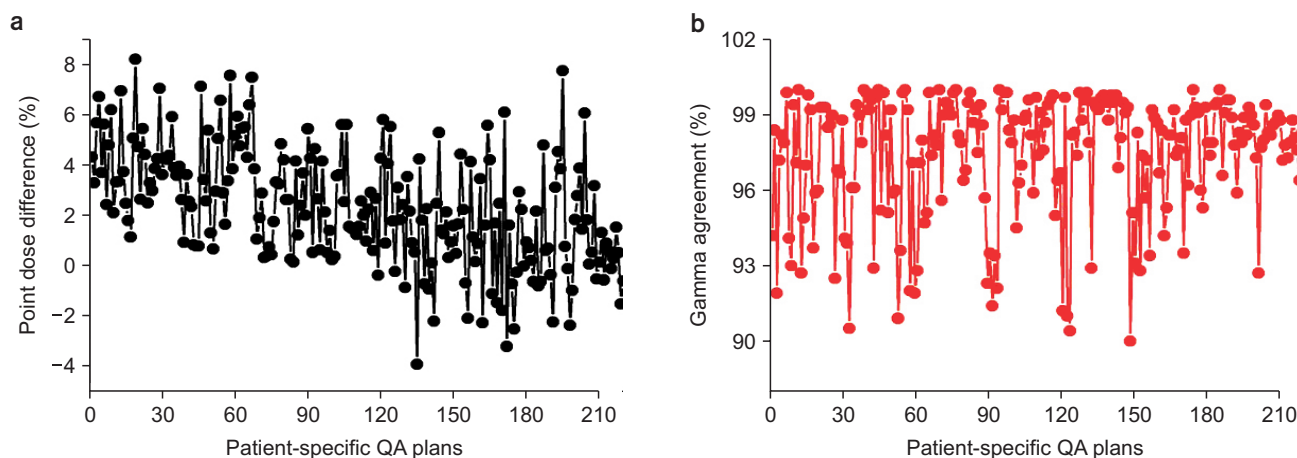 a
Point dose difference (%)
8
6
4
2
0
−2
−4
0 30 60 90 120 150 180 210
Patient-specific QA plans
b
Gamma agreement (%)
102
99
96
93
90
0 30 60 90 120 150 180 210
Patient-specific QA plans